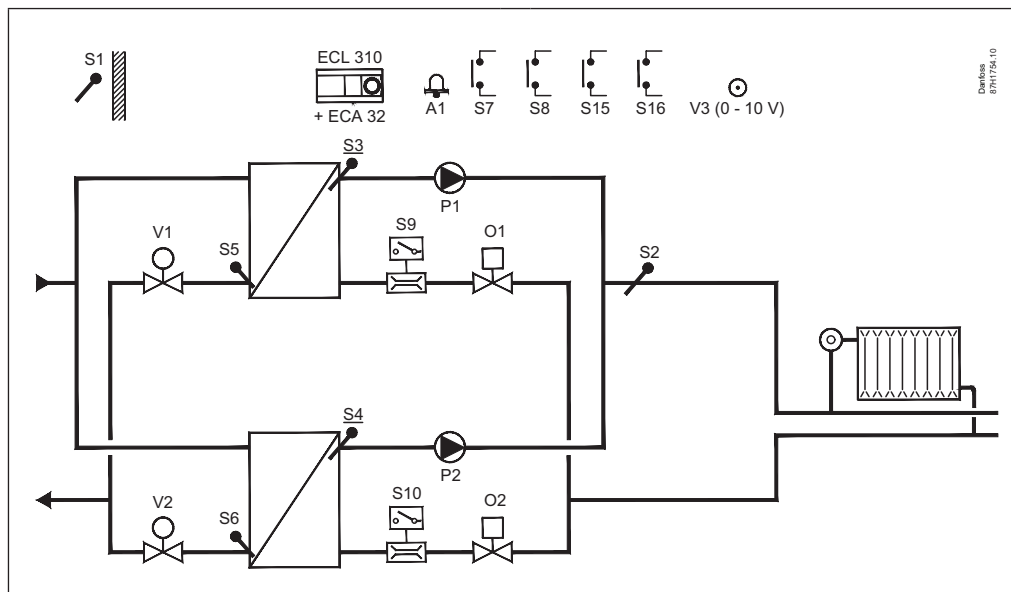 S1
ECL 310
+ ECA 32
A1
S7
S8
S15
S16
V3 (0 - 10 V)
Danfoss
87H1754.10
S3
P1
V1
S5
S9
O1
S2
S4
P2
V2
S6
S10
O2